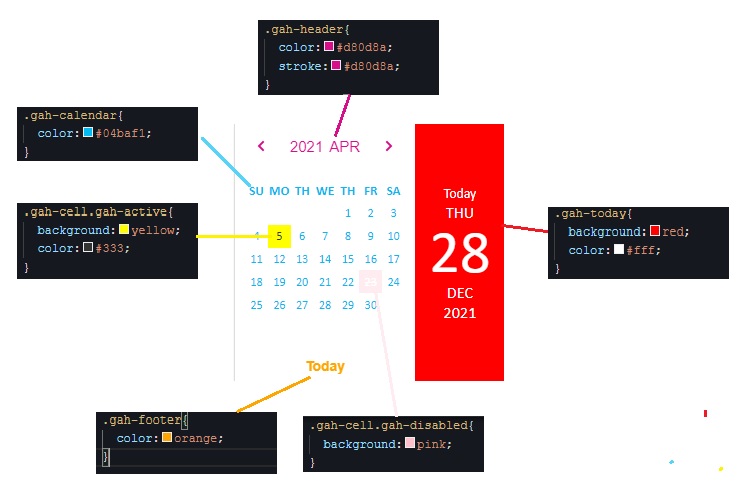 .gah-header{
color: #d80d8a;
stroke: #d80d8a;
}
.gah-calendar{
color: #04baf1;
}
.gah-cell.gah-active{
background: yellow;
color: #333;
}
2021 APR
SU MO TH WE TH FR SA
1 2 3
4 5 6 7 8 9 10
11 12 13 14 15 16 17
18 19 20 21 22 23 24
25 26 27 28 29 30
Today
Today
THU
28
DEC
2021
.gah-today{
background: red;
color: #fff;
}
.gah-footer{
color: orange;
}
.gah-cell.gah-disabled{
background: pink;
}